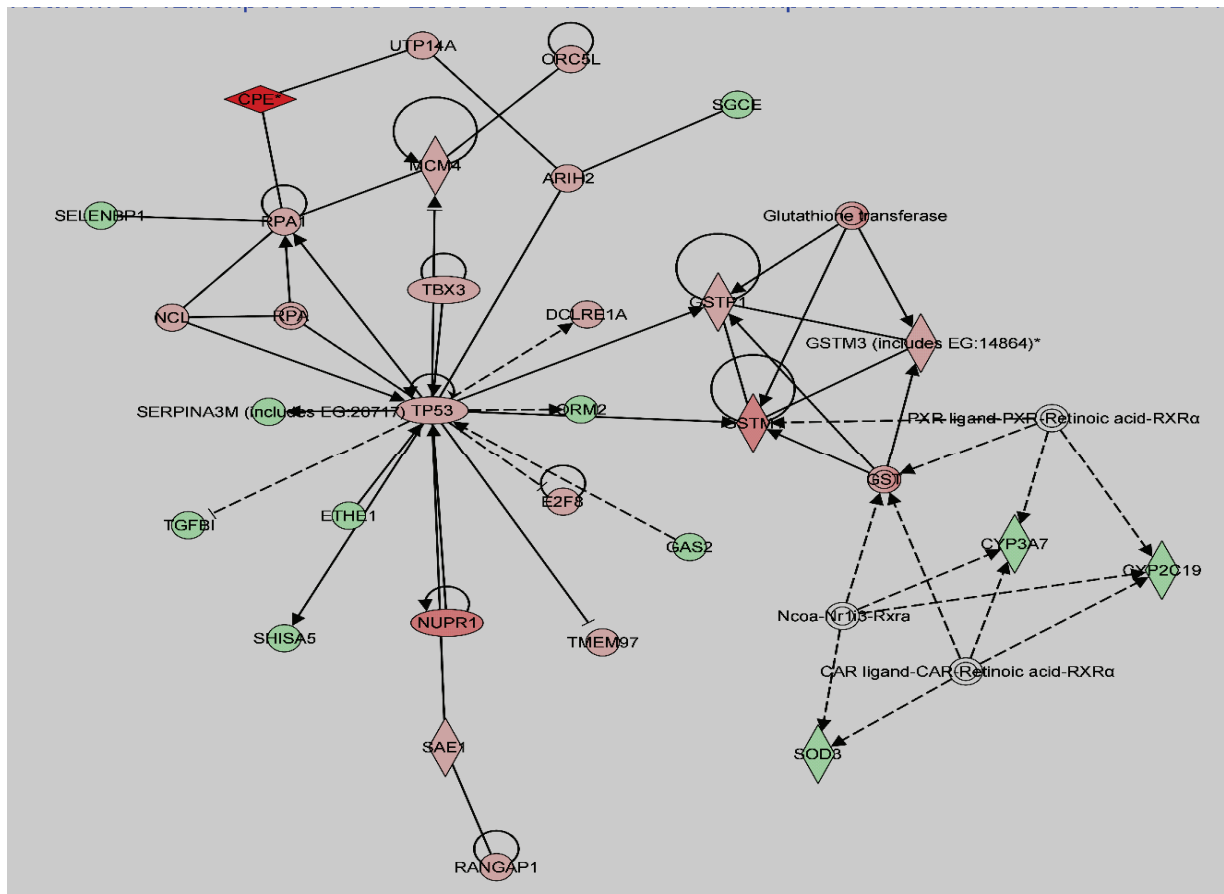 UTP14A
ORC5L
CPE*
SGCE
MCM4
ARIH2
SELENBP1
RPA1
Glutathione transferase
TBX3
GSTP1
NCL
RPA
DCLRE1A
GSTM3 (includes EG:14864)*
SERPINA3M (includes EG:20717)
TP53
ORM2
PXR ligand-PXR-Retinoic acid-RXRα
GST
E2F8
TGFBI
ETHE1
GAS2
CYP3A7
CYP2C19
Ncoa-Nr1i3-Rxra
NUPR1
SHISA5
TMEM97
CAR ligand-CAR-Retinoic acid-RXRα
SAE1
SOD3
RANGAP1